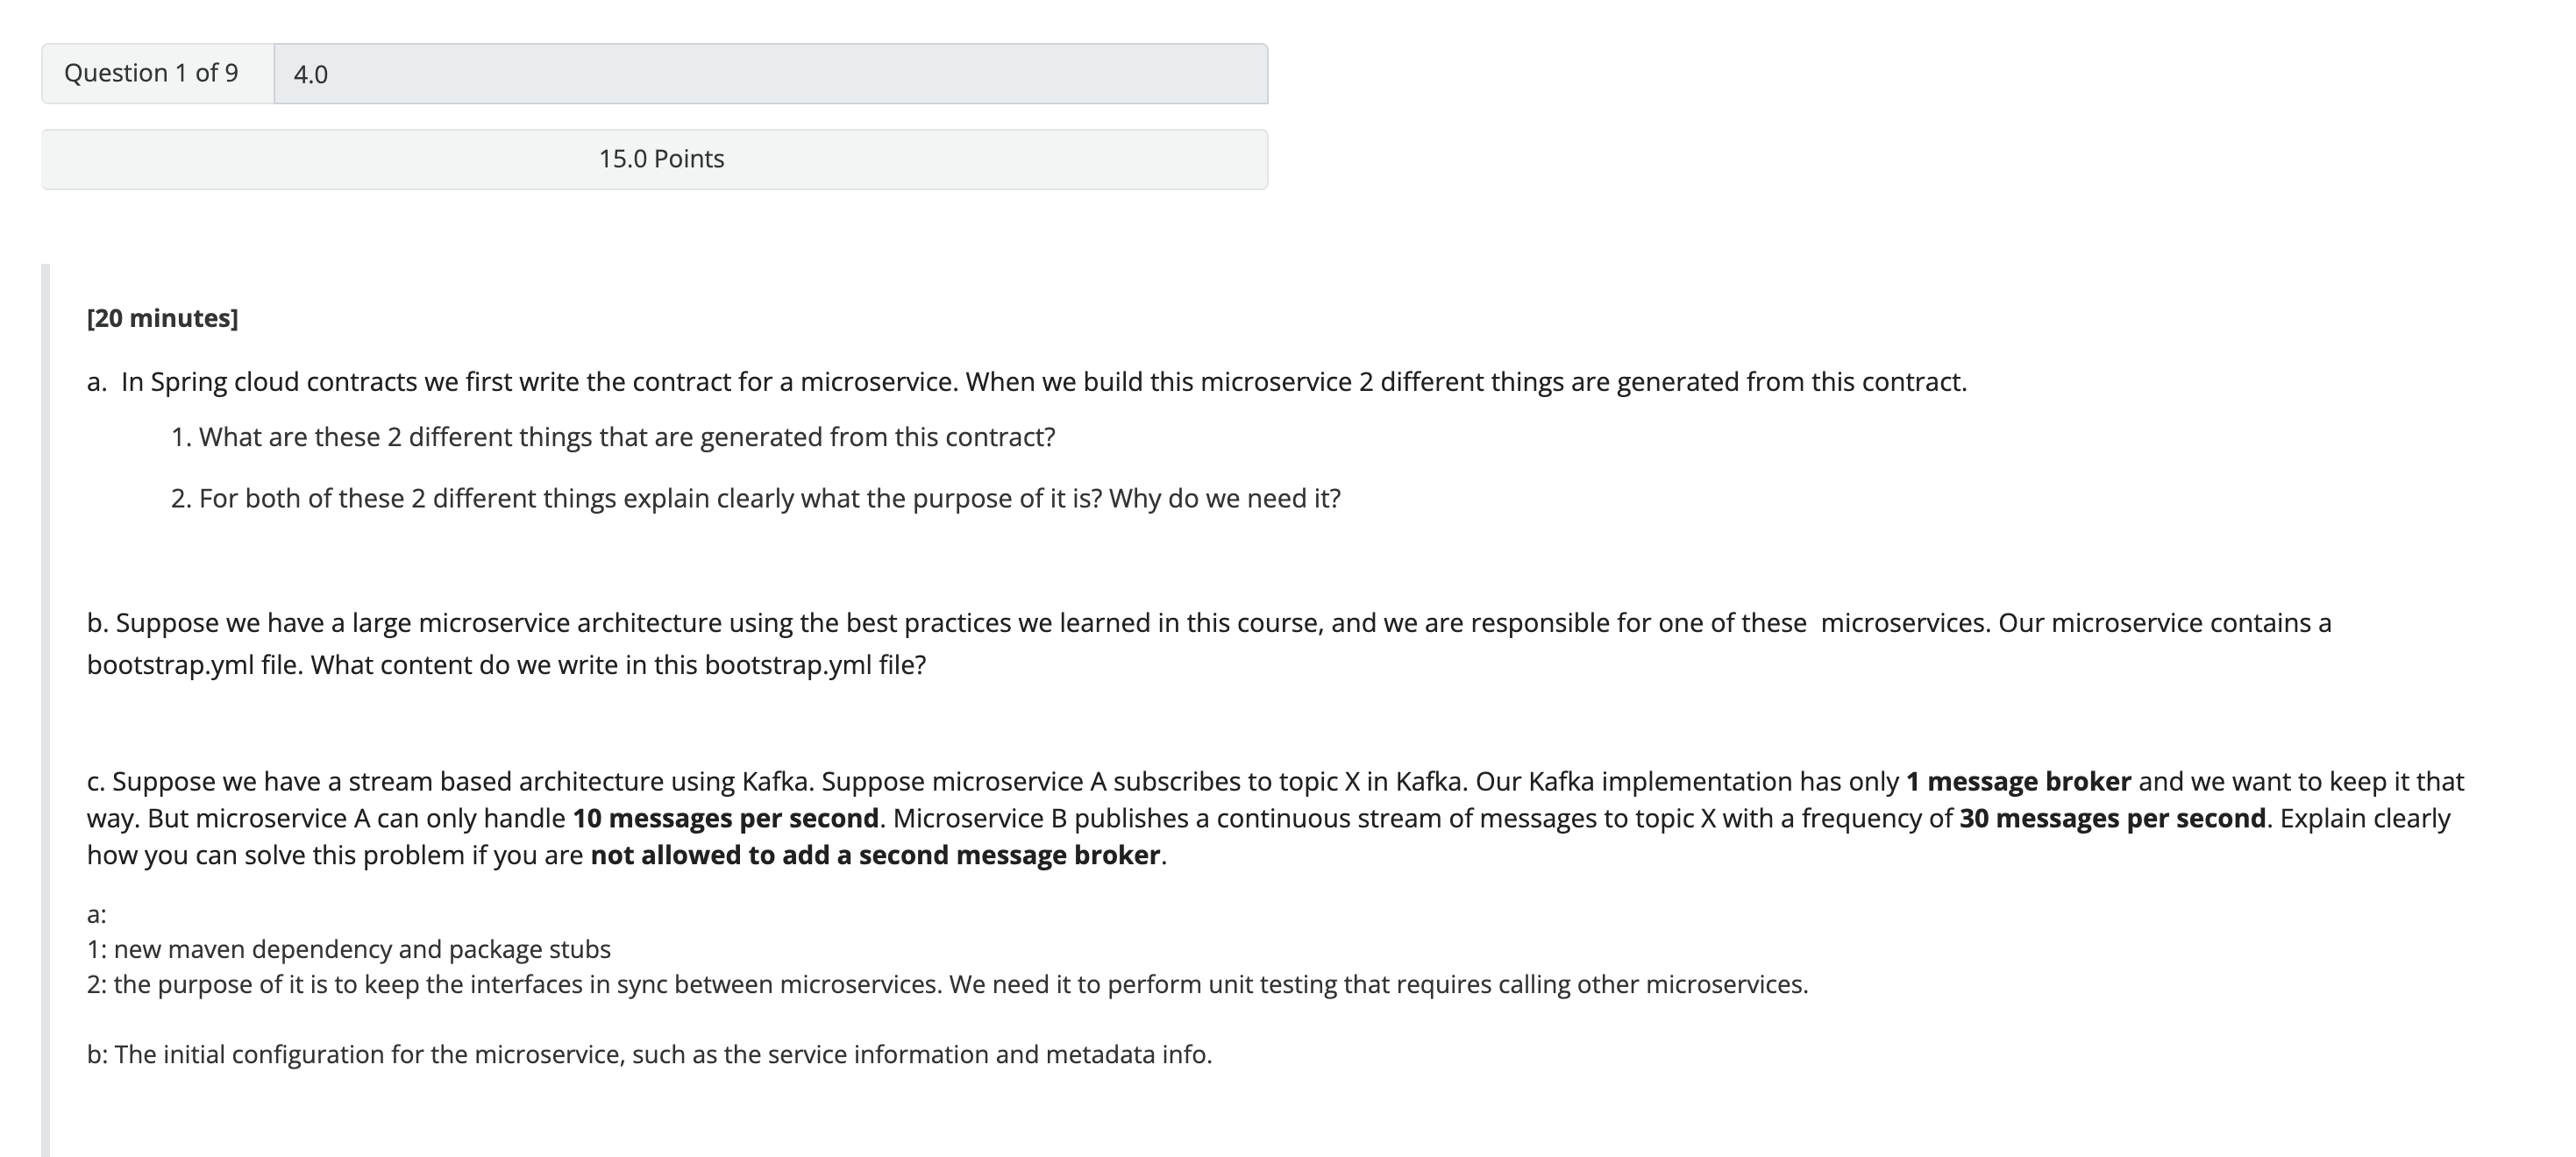 Question 1 of 9
4.0
15.0 Points
[20 minutes]
a.  In Spring cloud contracts we first write the contract for a microservice. When we build this microservice 2 different things are generated from this contract.
1. What are these 2 different things that are generated from this contract?
2. For both of these 2 different things explain clearly what the purpose of it is? Why do we need it?
b. Suppose we have a large microservice architecture using the best practices we learned in this course, and we are responsible for one of these  microservices. Our microservice contains a
bootstrap.yml file. What content do we write in this bootstrap.yml file?
c. Suppose we have a stream based architecture using Kafka. Suppose microservice A subscribes to topic X in Kafka. Our Kafka implementation has only 1 message broker and we want to keep it that
way. But microservice A can only handle 10 messages per second. Microservice B publishes a continuous stream of messages to topic X with a frequency of 30 messages per second. Explain clearly
how you can solve this problem if you are not allowed to add a second message broker.
a:
1: new maven dependency and package stubs
2: the purpose of it is to keep the interfaces in sync between microservices. We need it to perform unit testing that requires calling other microservices.
b: The initial configuration for the microservice, such as the service information and metadata info.